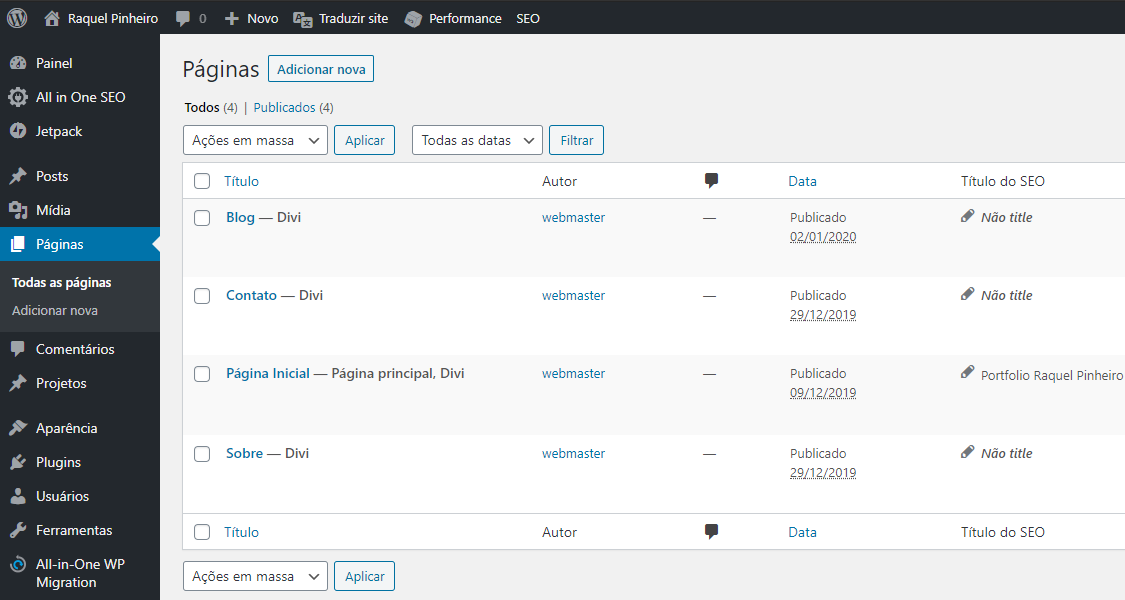 Raquel Pinheiro 0 Novo Traduzir site Performance SEO
Painel
All in One SEO
Jetpack
Posts
Mídia
Páginas
Todas as páginas
Adicionar nova
Comentários
Projetos
Aparência
Plugins
Usuários
Ferramentas
All-in-One WP
Migration
Páginas Adicionar nova
Todos (4) | Publicados (4)
Ações em massa Aplicar Todas as datas Filtrar
Título Autor Data Título do SEO
Blog — Divi webmaster — Publicado Não title
02/01/2020
Contato — Divi webmaster — Publicado Não title
29/12/2019
Página Inicial — Página principal, Divi webmaster — Publicado Portfolio Raquel Pinheiro
09/12/2019
Sobre — Divi webmaster — Publicado Não title
29/12/2019
Título Autor Data Título do SEO
Ações em massa Aplicar